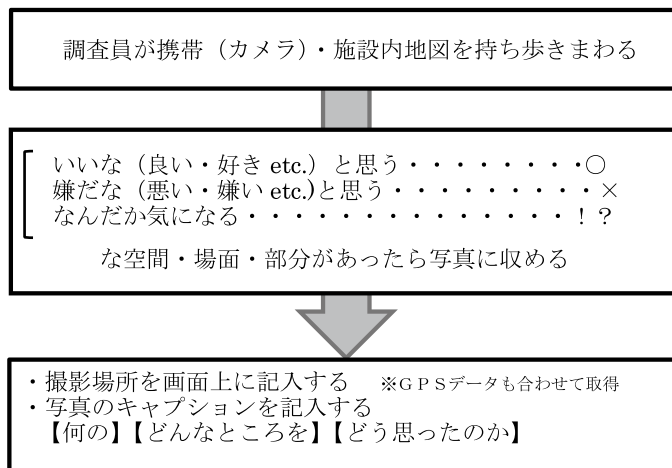 調査員が携帯（カメラ）・施設内地図を持ち歩きまわる
いいな（良い・好き etc.）と思う・・・・・・・・・○
嫌だな（悪い・嫌い etc.)と思う・・・・・・・・・・×
なんだか気になる・・・・・・・・・・・・・・・！？
な空間・場面・部分があったら写真に収める
・撮影場所を画面上に記入する　※ＧＰＳデータも合わせて取得
・写真のキャプションを記入する
【何の】【どんなところを】【どう思ったのか】